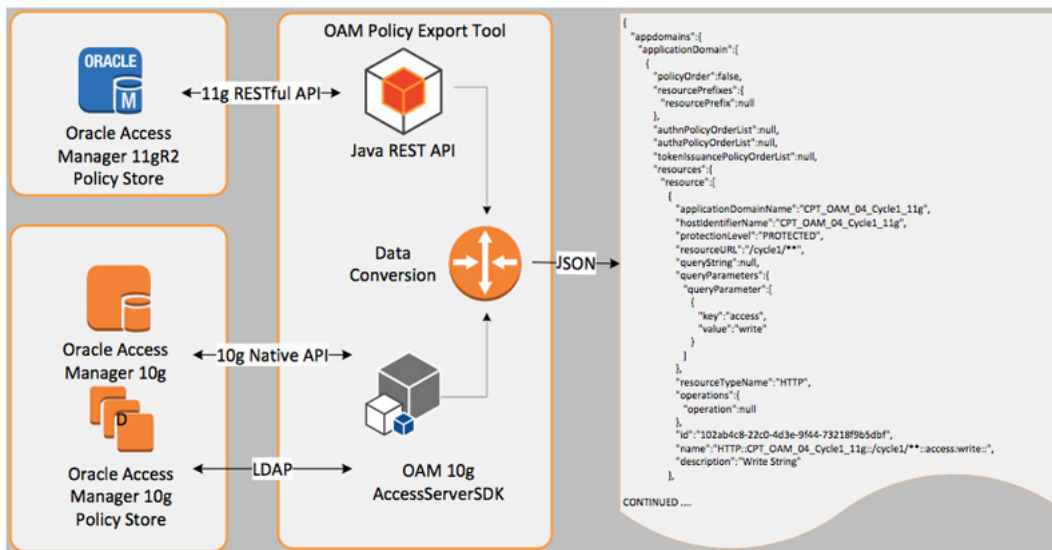 ORACLE
M
Oracle Access
Manager 11gR2
Policy Store
11g RESTful API
OAM Policy Export Tool
Java REST API
Data
Conversion
JSON
Oracle Access
Manager 10g
10g Native API
D
Oracle Access
Manager 10g
Policy Store
LDAP
OAM 10g
AccessServerSDK
{
"appdomains":{
"applicationDomain":[
{
"policyOrder":false,
"resourcePrefixes":{
"resourcePrefix":null
},
"authnPolicyOrderList":null,
"authzPolicyOrderList":null,
"tokenIssuancePolicyOrderList":null,
"resources":{
"resource":[
{
"applicationDomainName":"CPT_OAM_04_Cycle1_11g",
"hostIdentifierName":"CPT_OAM_04_Cycle1_11g",
"protectionLevel":"PROTECTED",
"resourceURL":"/cycle1/**",
"queryString":null,
"queryParameters":{
"queryParameter":[
{
"key":"access",
"value":"write"
}
]
},
"resourceTypeName":"HTTP",
"operations":{
"operation":null
},
"id":"102ab4c8-22c0-4d3e-9f44-73218f9b5dbf",
"name":"HTTP::CPT_OAM_04_Cycle1_11g::/cycle1/**::access:write::",
"description":"Write String"
},
CONTINUED ....